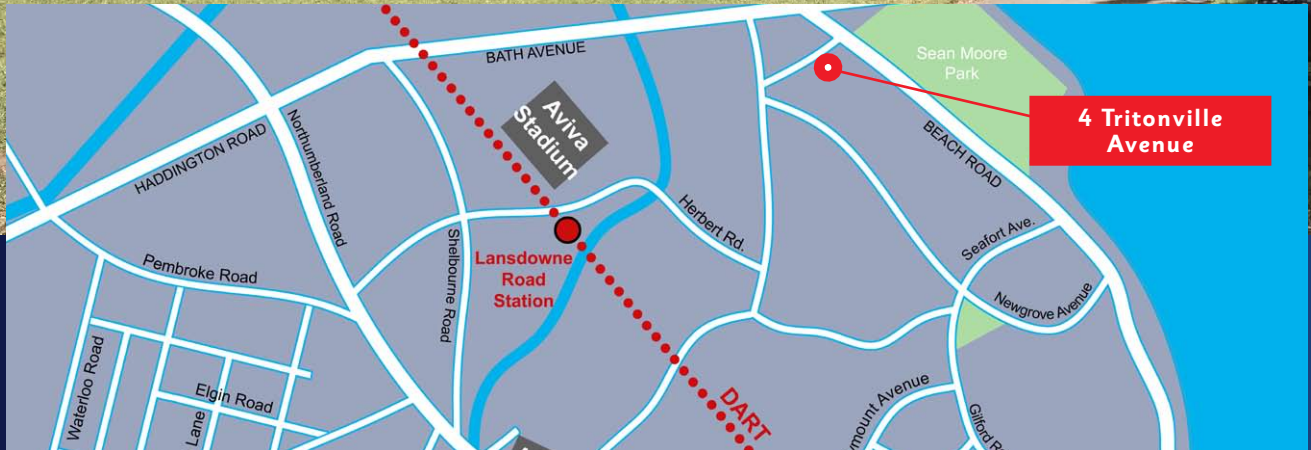 BATH AVENUE
Sean Moore
Park
4 Tritonville
Avenue
Aviva
Stadium
HADDINGTON ROAD
Northumberland Road
BEACH ROAD
Herbert Rd.
Seafort Ave.
Pembroke Road
Shelbourne Road
Lansdowne
Road
Station
Newgrove Avenue
Waterloo Road
Elgin Road
Lane
DART
Avenue
Gilford